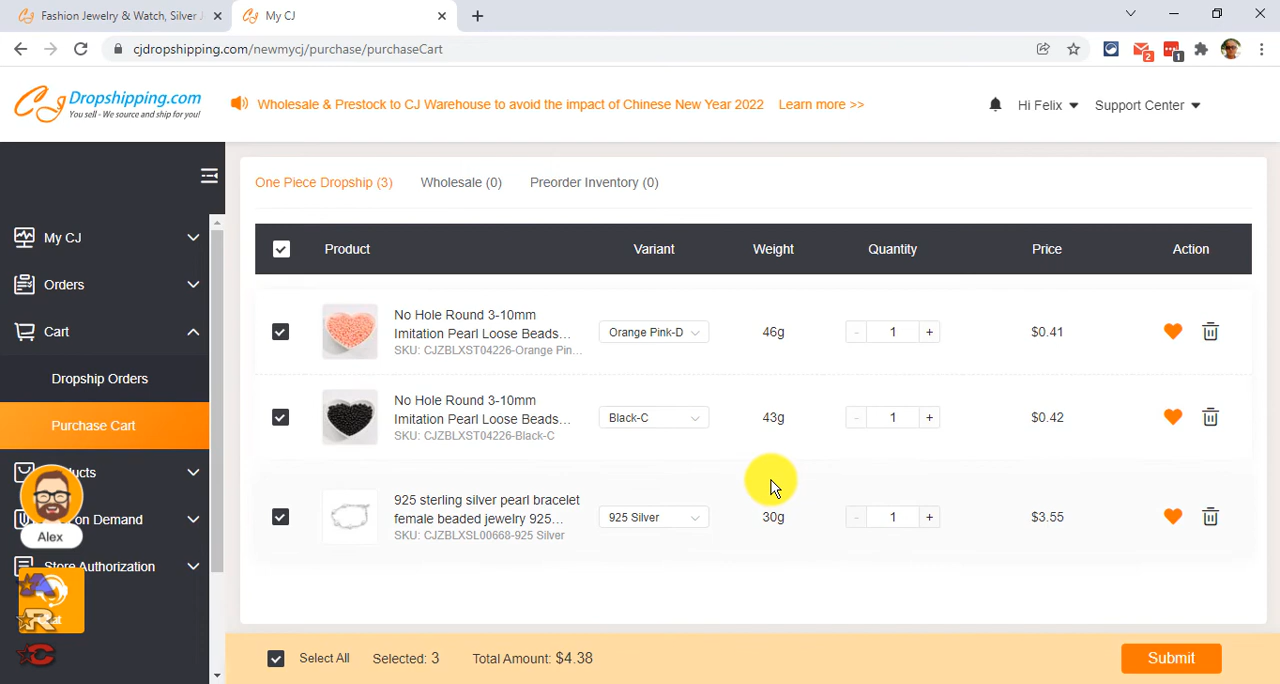 Fashion Jewelry & Watch, Silver J
My CJ
cjdropshipping.com/newmycj/purchase/purchaseCart
2
1
CJ Dropshipping.com
You sell - We source and ship for you!
Wholesale & Prestock to CJ Warehouse to avoid the impact of Chinese New Year 2022 Learn more >>
Hi Felix
Support Center
My CJ
Orders
Cart
Dropship Orders
Purchase Cart
on Demand
Alex
Store Authorization
One Piece Dropship (3) Wholesale (0) Preorder Inventory (0)
Product Variant Weight Quantity Price Action
No Hole Round 3-10mm
Imitation Pearl Loose Beads...
SKU: CJZBLXST04226-Orange Pin...
Orange Pink-D 46g - 1 + $0.41
No Hole Round 3-10mm
Imitation Pearl Loose Beads...
SKU: CJZBLXST04226-Black-C
Black-C 43g - 1 + $0.42
925 sterling silver pearl bracelet
female beaded jewelry 925...
SKU: CJZBLXSL00668-925 Silver
925 Silver 30g - 1 + $3.55
Select All Selected: 3 Total Amount: $4.38 Submit